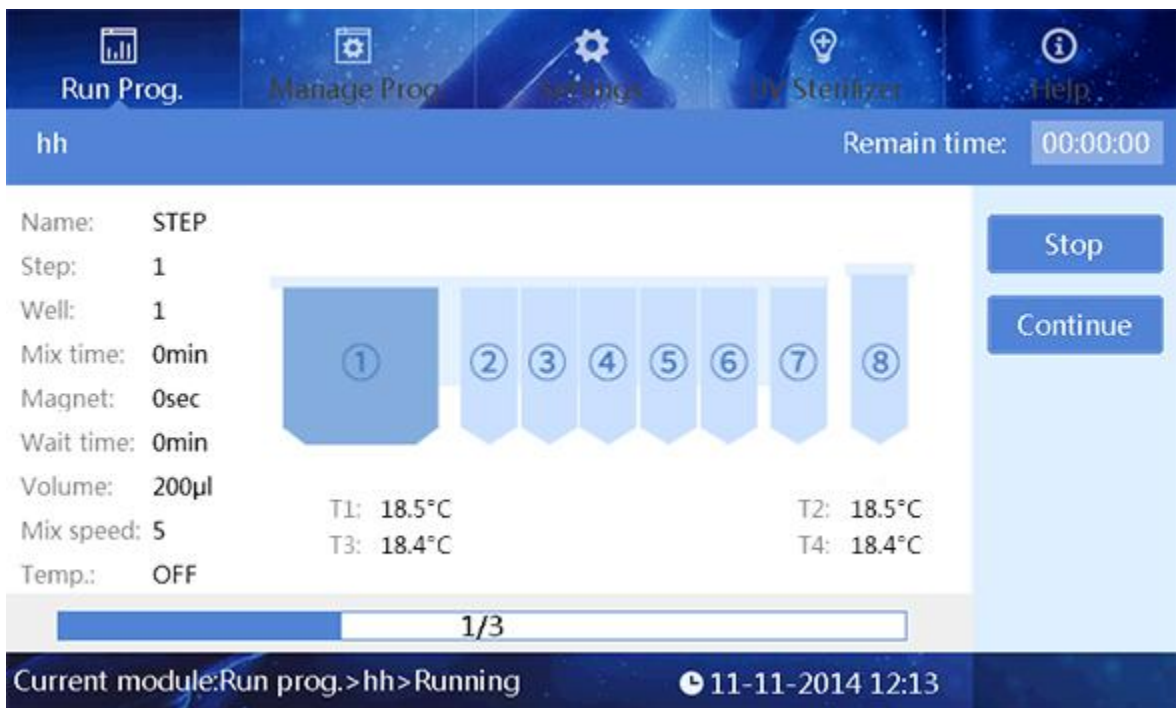 Run Prog.
Manage Prog.
Settings
UV Sterilizer
Help
hh
Remain time: 00:00:00
Name: STEP
Step: 1
Well: 1
Mix time: 0min
Magnet: 0sec
Wait time: 0min
Volume: 200µl
Mix speed: 5
Temp.: OFF
① ② ③ ④ ⑤ ⑥ ⑦ ⑧
T1: 18.5°C T2: 18.5°C
T3: 18.4°C T4: 18.4°C
Stop
Continue
1/3
Current module:Run prog.>hh>Running 11-11-2014 12:13